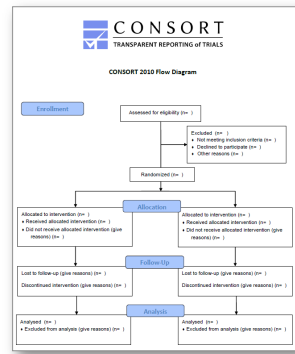 CONSORT
TRANSPARENT REPORTING of TRIALS
CONSORT 2010 Flow Diagram
Enrollment
Assessed for eligibility (n= )
Excluded (n= )
♦ Not meeting inclusion criteria (n= )
♦ Declined to participate (n= )
♦ Other reasons (n= )
Randomized (n= )
Allocation
Allocated to intervention (n= )
♦ Received allocated intervention (n= )
♦ Did not receive allocated intervention (give
reasons) (n= )
Allocated to intervention (n= )
♦ Received allocated intervention (n= )
♦ Did not receive allocated intervention (give
reasons) (n= )
Follow-Up
Lost to follow-up (give reasons) (n= )
Discontinued intervention (give reasons) (n= )
Lost to follow-up (give reasons) (n= )
Discontinued intervention (give reasons) (n= )
Analysis
Analysed (n= )
♦ Excluded from analysis (give reasons) (n= )
Analysed (n= )
♦ Excluded from analysis (give reasons) (n= )